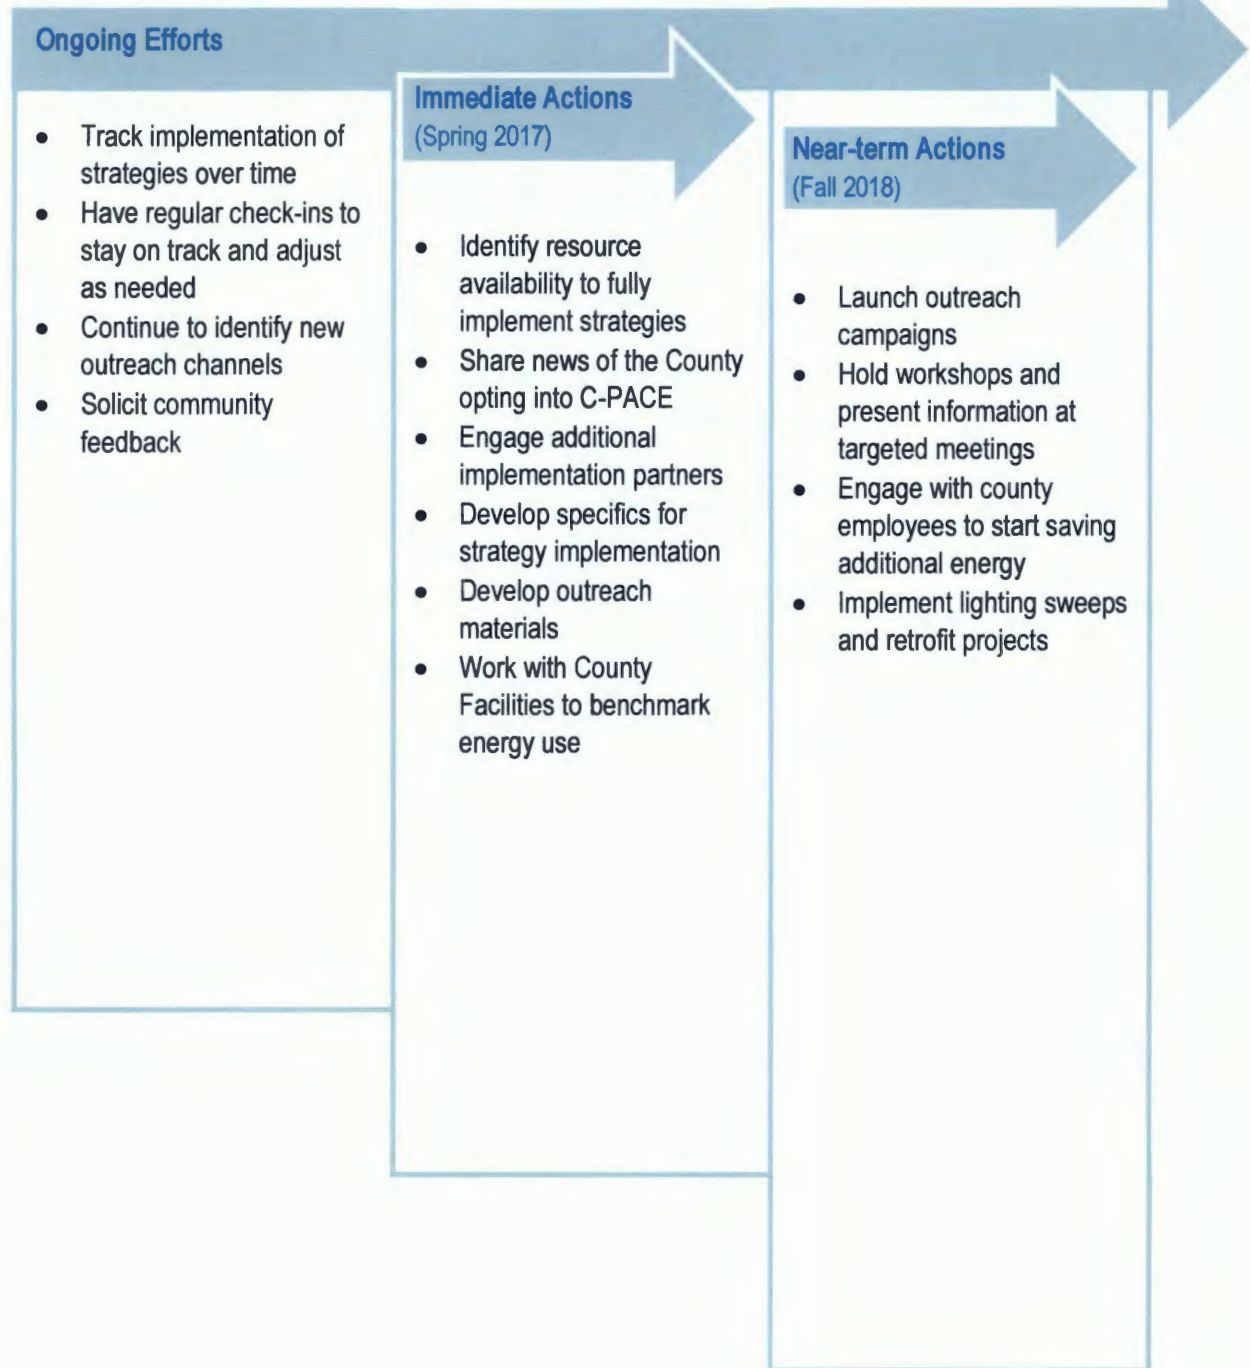 Ongoing Efforts
• Track implementation of
strategies over time
• Have regular check-ins to
stay on track and adjust
as needed
• Continue to identify new
outreach channels
• Solicit community
feedback
Immediate Actions
(Spring 2017)
• Identify resource
availability to fully
implement strategies
• Share news of the County
opting into C-PACE
• Engage additional
implementation partners
• Develop specifics for
strategy implementation
• Develop outreach
materials
• Work with County
Facilities to benchmark
energy use
Near-term Actions
(Fall 2018)
• Launch outreach
campaigns
• Hold workshops and
present information at
targeted meetings
• Engage with county
employees to start saving
additional energy
• Implement lighting sweeps
and retrofit projects